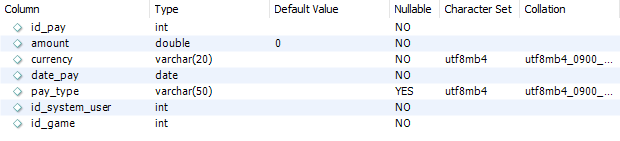 Column Type Default Value Nullable Character Set Collation
id_pay int NO
amount double 0 NO
currency varchar(20) NO utf8mb4 utf8mb4_0900_...
date_pay date NO
pay_type varchar(50) YES utf8mb4 utf8mb4_0900_...
id_system_user int NO
id_game int NO